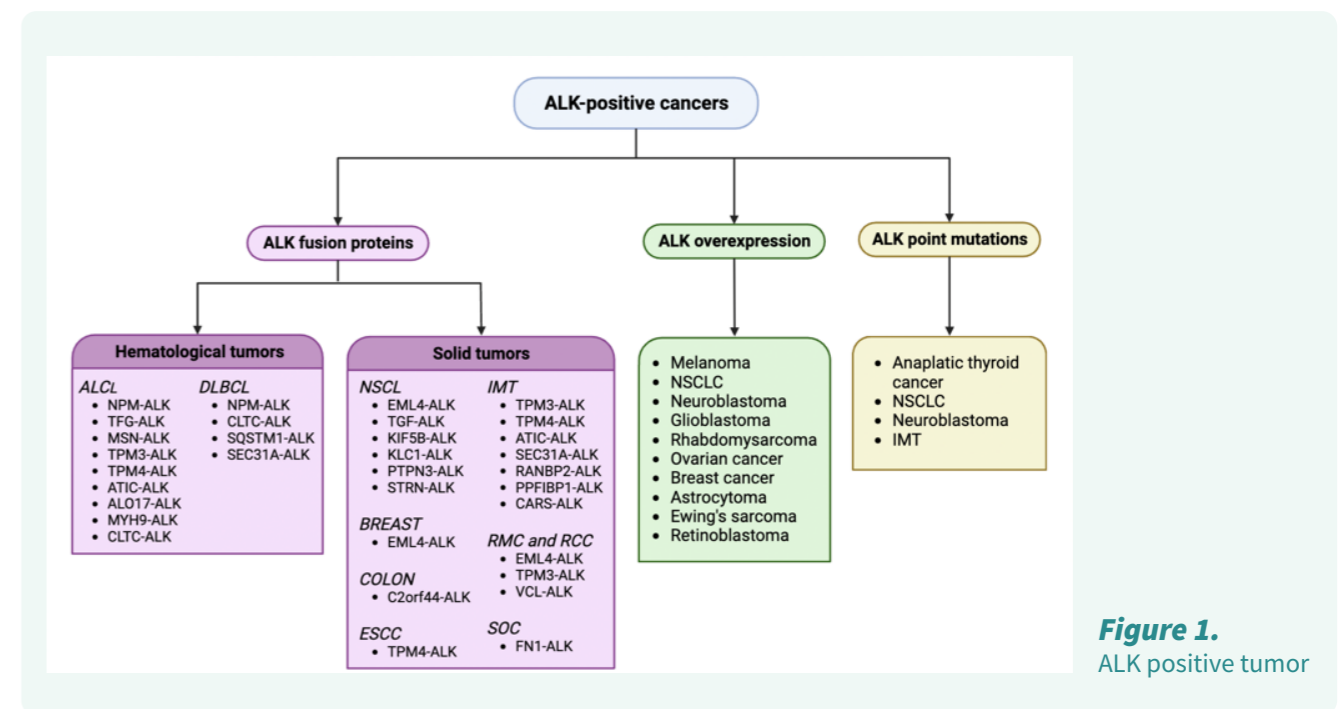 ALK-positive cancers
ALK fusion proteins
ALK overexpression
ALK point mutations
Hematological tumors
ALCL
• NPM-ALK
• TFG-ALK
• MSN-ALK
• TPM3-ALK
• TPM4-ALK
• ATIC-ALK
• ALO17-ALK
• MYH9-ALK
• CLTC-ALK
DLBCL
• NPM-ALK
• CLTC-ALK
• SQSTM1-ALK
• SEC31A-ALK
Solid tumors
NSCL
• EML4-ALK
• TGF-ALK
• KIF5B-ALK
• KLC1-ALK
• PTPN3-ALK
• STRN-ALK
BREAST
• EML4-ALK
COLON
• C2orf44-ALK
ESCC
• TPM4-ALK
IMT
• TPM3-ALK
• TPM4-ALK
• ATIC-ALK
• SEC31A-ALK
• RANBP2-ALK
• PPFIBP1-ALK
• CARS-ALK
RMC and RCC
• EML4-ALK
• TPM3-ALK
• VCL-ALK
SOC
• FN1-ALK
• Melanoma
• NSCLC
• Neuroblastoma
• Glioblastoma
• Rhabdomysarcoma
• Ovarian cancer
• Breast cancer
• Astrocytoma
• Ewing's sarcoma
• Retinoblastoma
• Anaplatic thyroid
cancer
• NSCLC
• Neuroblastoma
• IMT
Figure 1.
ALK positive tumor